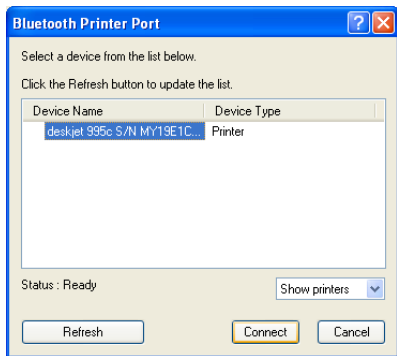 Bluetooth Printer Port
Select a device from the list below.
Click the Refresh button to update the list.
Device Name Device Type
deskjet 995c S/N MY19E1C... Printer
Status : Ready
Show printers
Refresh Connect Cancel